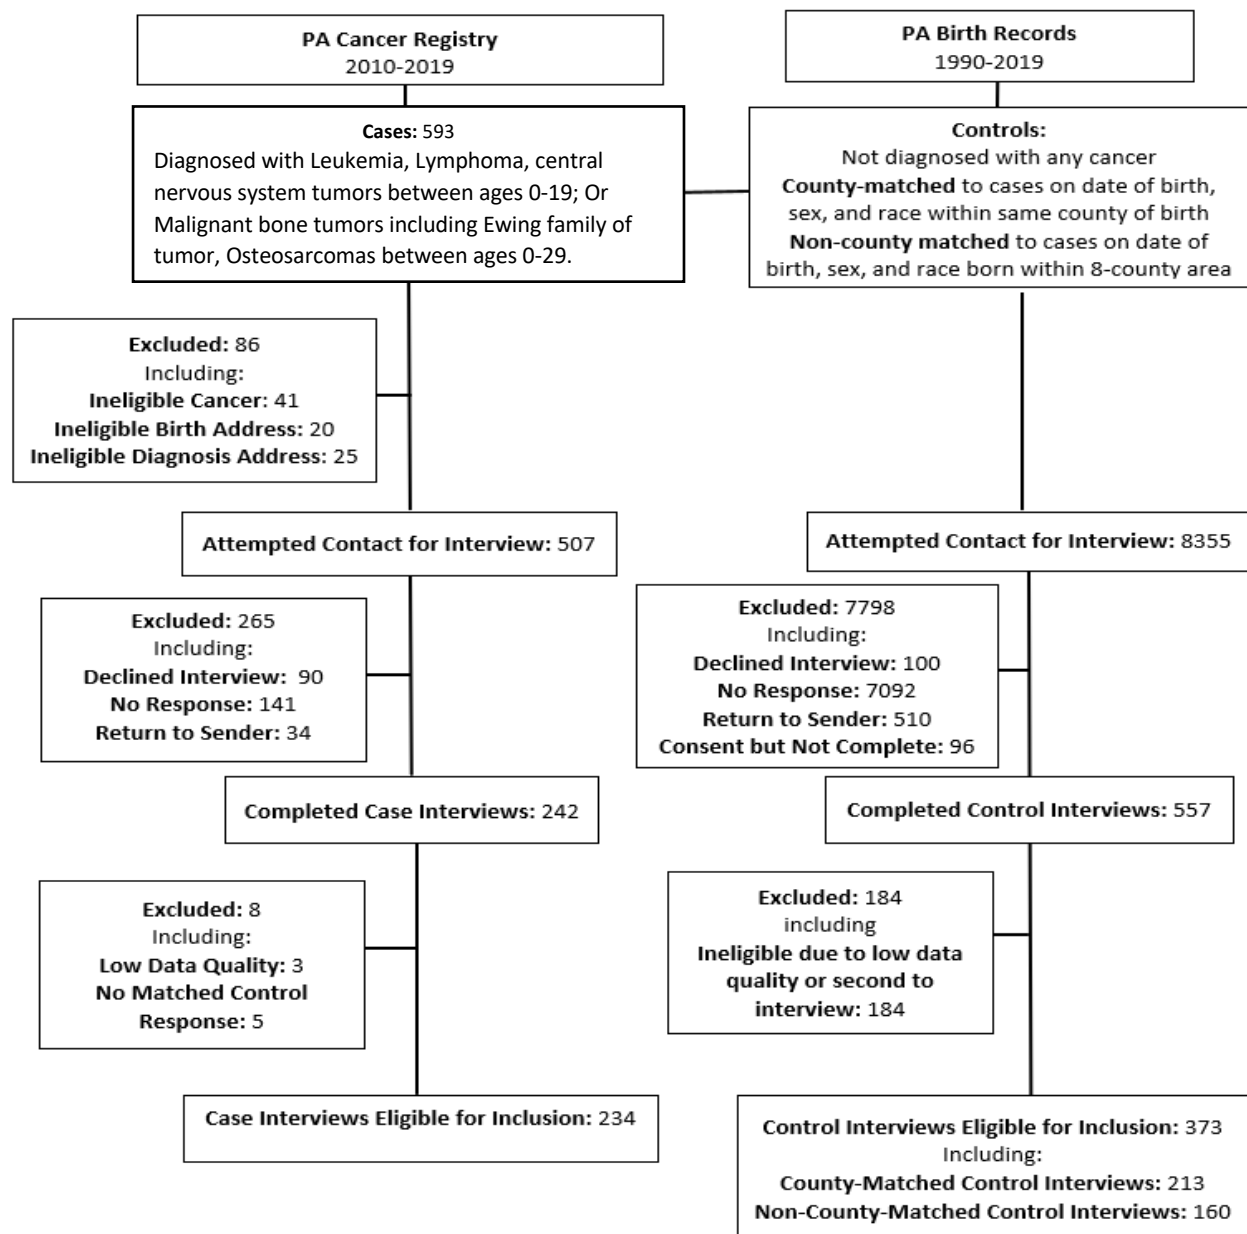 PA Cancer Registry
2010-2019
PA Birth Records
1990-2019
Cases: 593
Diagnosed with Leukemia, Lymphoma, central
nervous system tumors between ages 0-19; Or
Malignant bone tumors including Ewing family of
tumor, Osteosarcomas between ages 0-29.
Controls:
Not diagnosed with any cancer
County-matched to cases on date of birth,
sex, and race within same county of birth
Non-county matched to cases on date of
birth, sex, and race born within 8-county area
Excluded: 86
Including:
Ineligible Cancer: 41
Ineligible Birth Address: 20
Ineligible Diagnosis Address: 25
Attempted Contact for Interview: 507
Attempted Contact for Interview: 8355
Excluded: 265
Including:
Declined Interview: 90
No Response: 141
Return to Sender: 34
Excluded: 7798
Including:
Declined Interview: 100
No Response: 7092
Return to Sender: 510
Consent but Not Complete: 96
Completed Case Interviews: 242
Completed Control Interviews: 557
Excluded: 8
Including:
Low Data Quality: 3
No Matched Control
Response: 5
Excluded: 184
including
Ineligible due to low data
quality or second to
interview: 184
Case Interviews Eligible for Inclusion: 234
Control Interviews Eligible for Inclusion: 373
Including:
County-Matched Control Interviews: 213
Non-County-Matched Control Interviews: 160